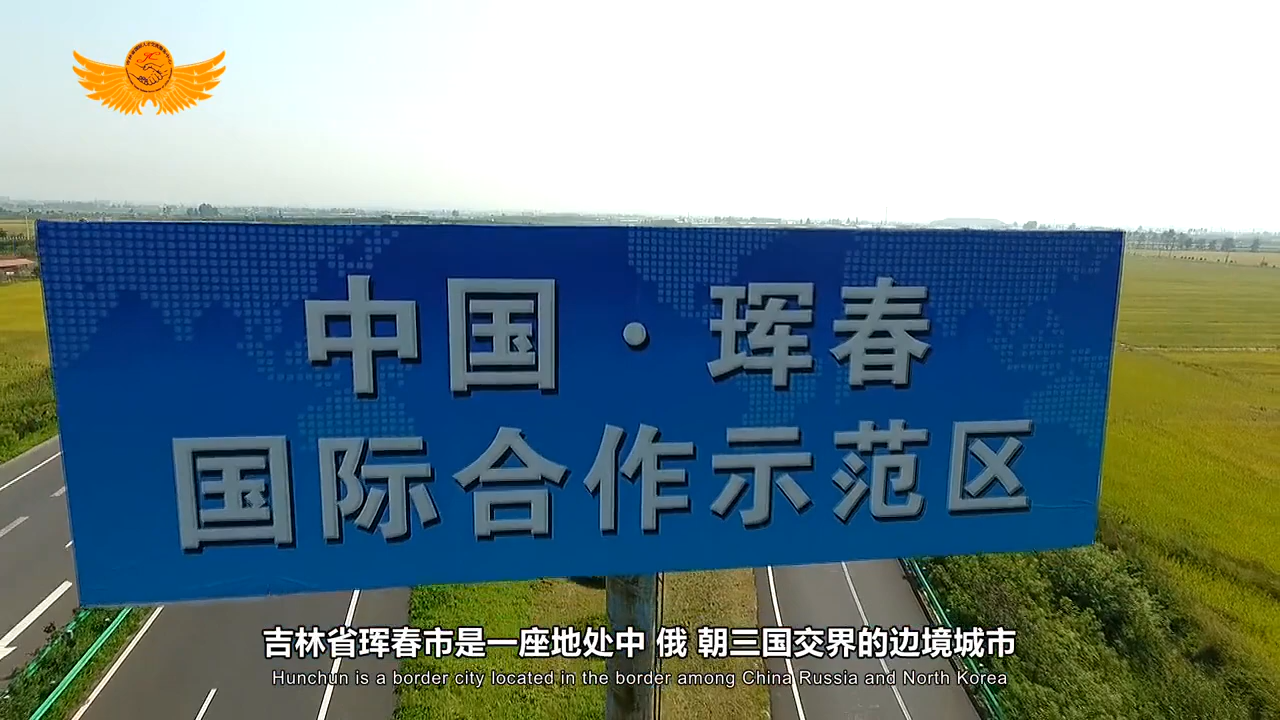 中国·珲春
国际合作示范区
吉林省珲春市是一座地处中 俄 朝三国交界的边境城市
Hunchun is a border city located in the border among China Russia and North Korea